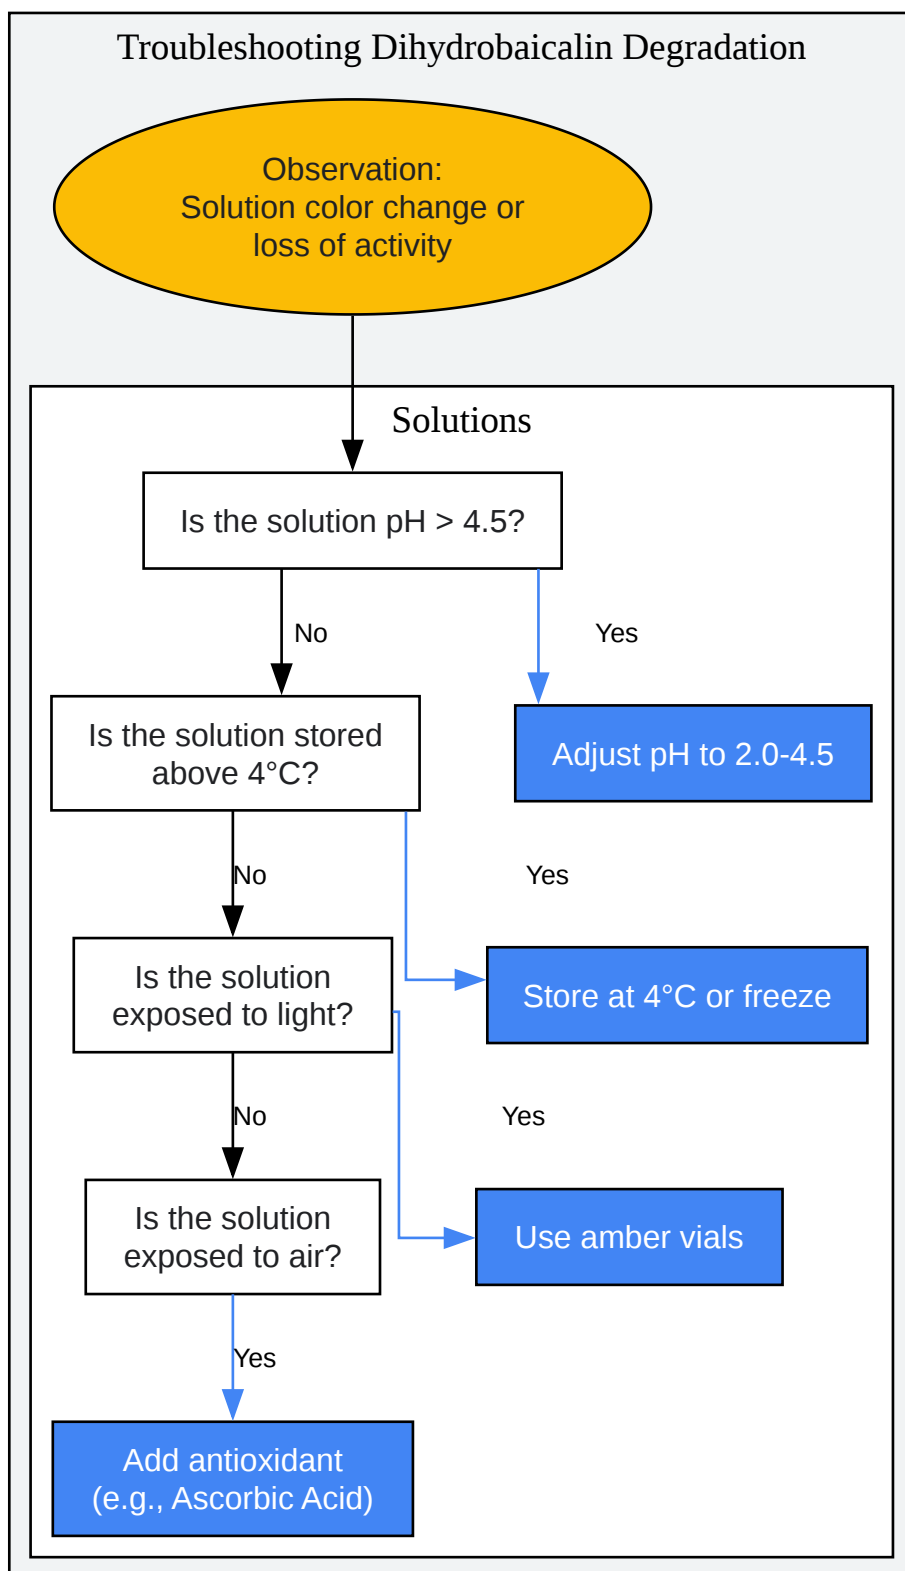 Troubleshooting Dihydrobaicalin Degradation
Observation:
Solution color change or
loss of activity
Solutions
Is the solution pH > 4.5?
No
Yes
Is the solution stored
above 4°C?
Adjust pH to 2.0-4.5
No
Yes
Is the solution
exposed to light?
Store at 4°C or freeze
No
Yes
Is the solution
exposed to air?
Use amber vials
Yes
Add antioxidant
(e.g., Ascorbic Acid)